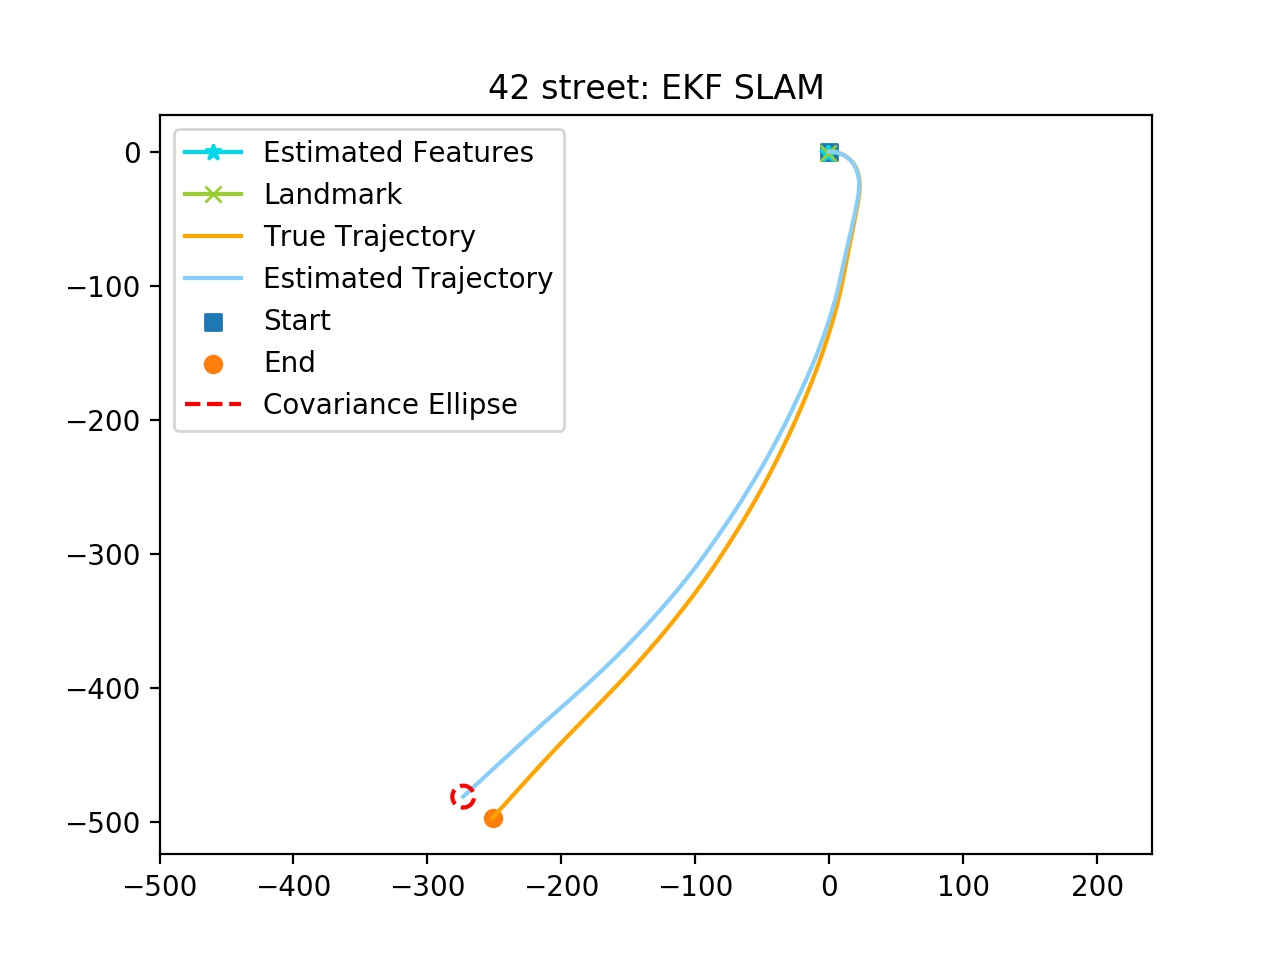 42 street: EKF SLAM
Estimated Features
Landmark
True Trajectory
Estimated Trajectory
Start
End
Covariance Ellipse
0
−100
−200
−300
−400
−500
−500 −400 −300 −200 −100 0 100 200